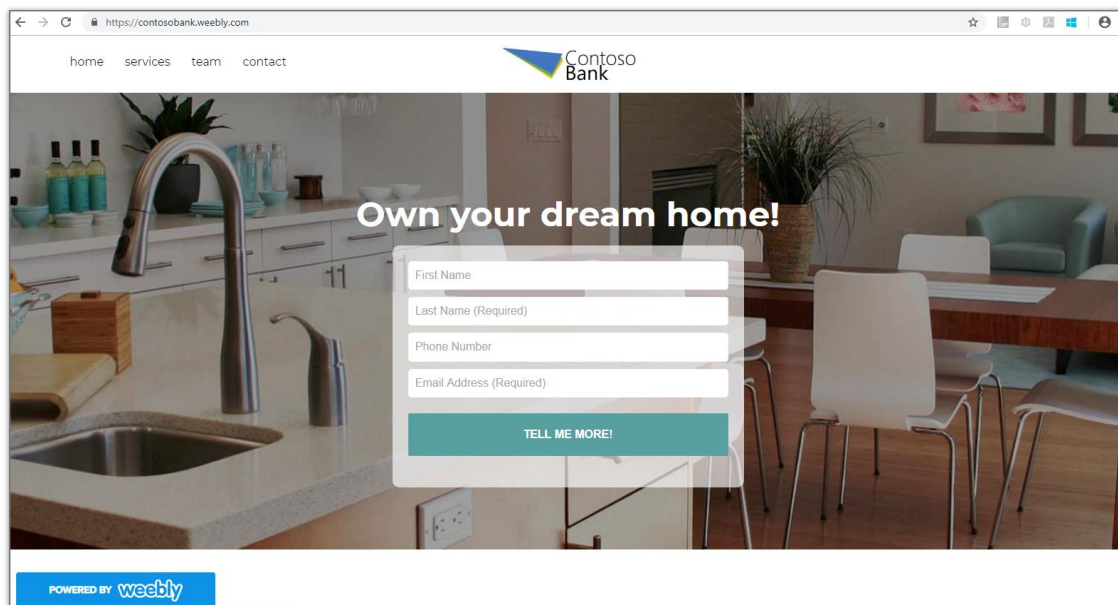 https://contosobank.weebly.com
home services team contact
Contoso
Bank
Own your dream home!
First Name
Last Name (Required)
Phone Number
Email Address (Required)
TELL ME MORE!
POWERED BY weebly